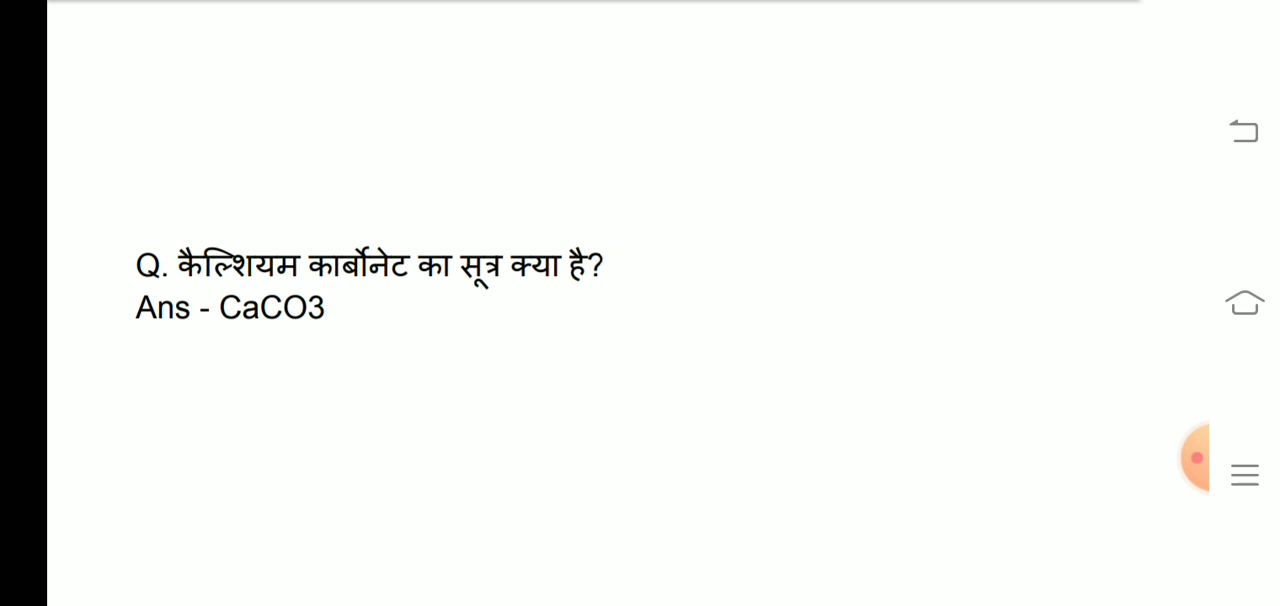 Q. कैल्शियम कार्बोनेट का सूत्र क्या है?
Ans - CaCO3